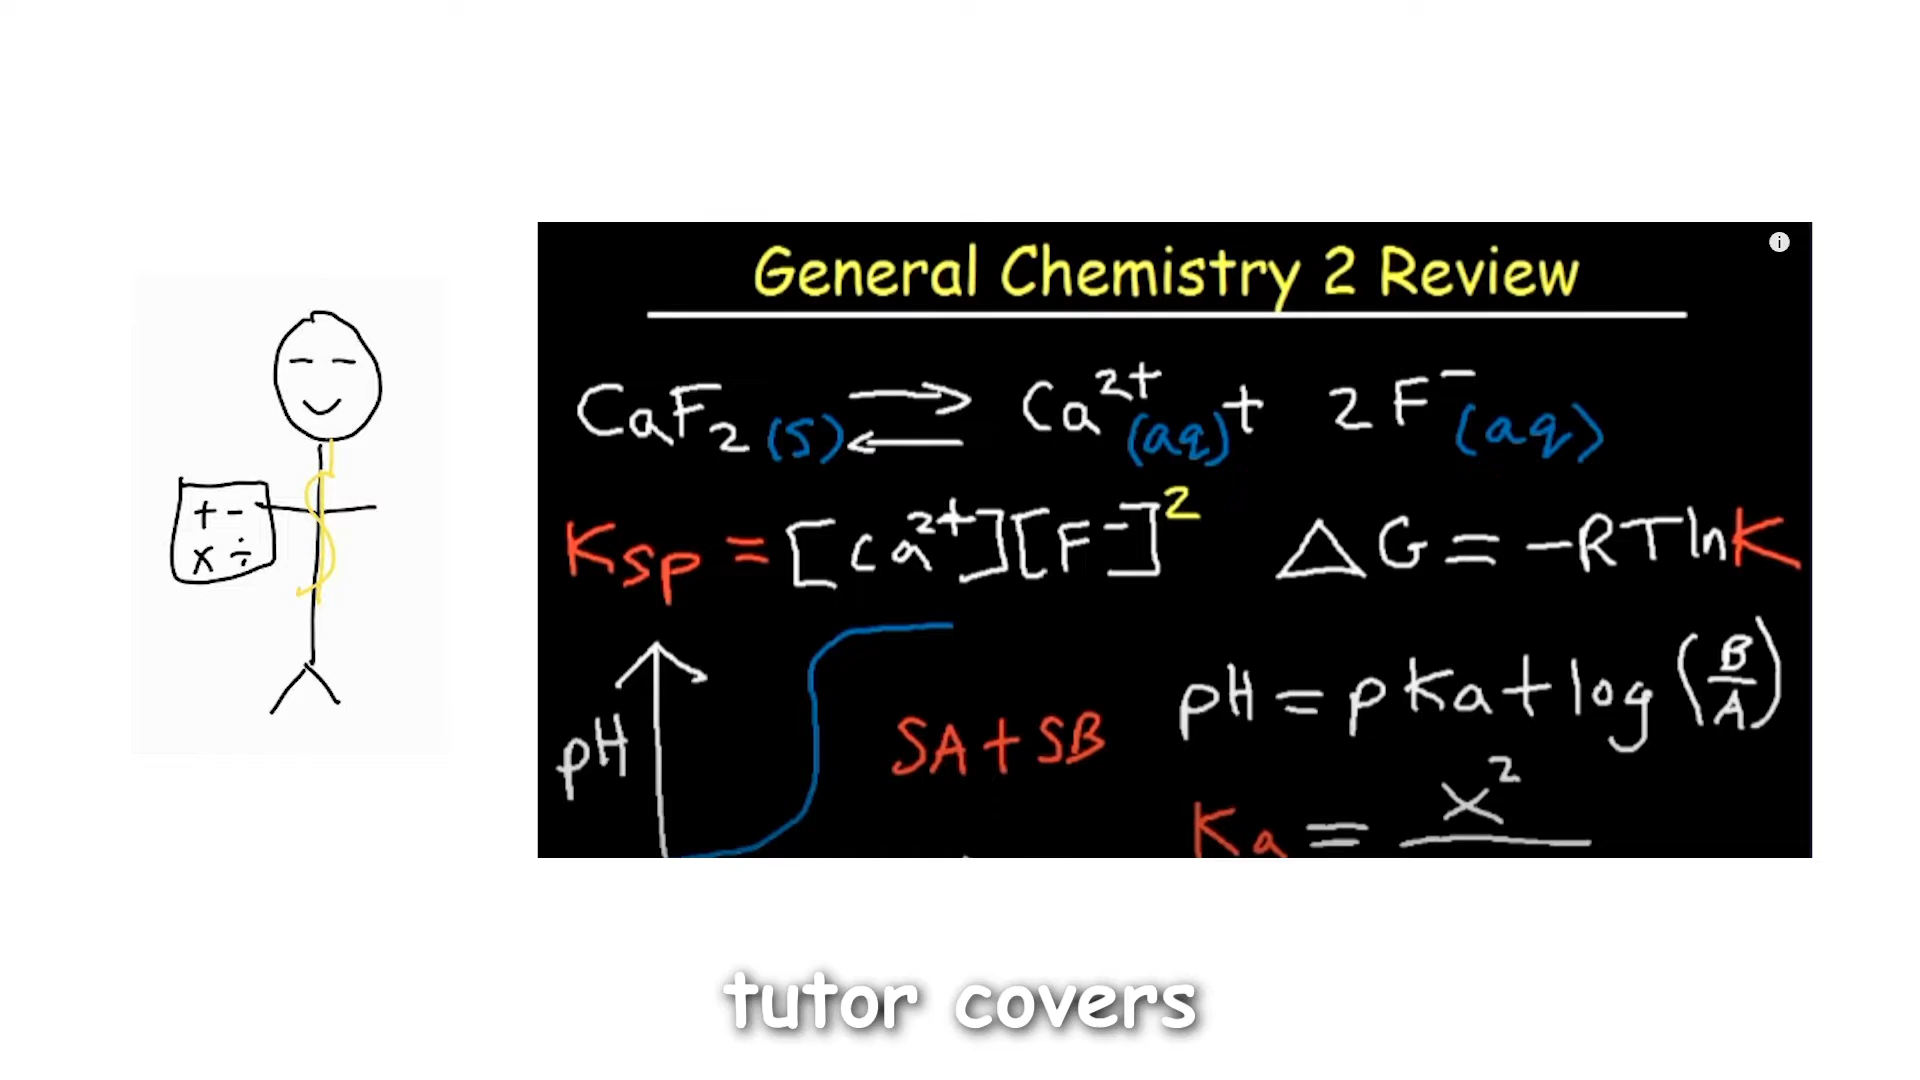 General Chemistry 2 Review
i
CaF₂ (s) ⇌ Ca²⁺ (aq) + 2F⁻ (aq)
+ -
x ÷
Ksp = [Ca²⁺][F⁻]²
ΔG = -RTlnK
pH
SA + SB
pH = pKa + log (B/A)
Ka = x²
tutor covers